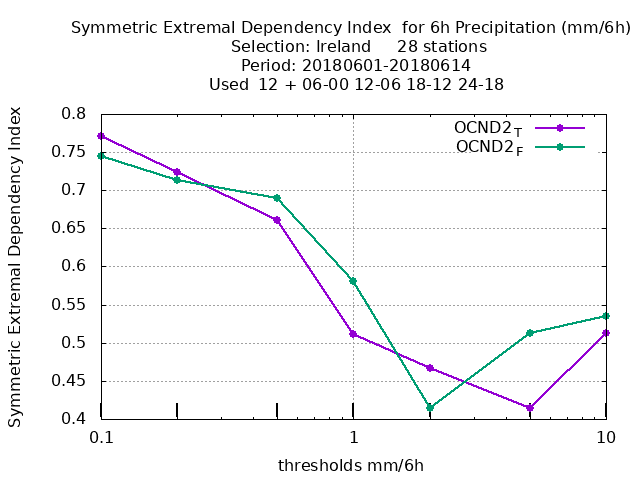 Symmetric Extremal Dependency Index  for 6h Precipitation (mm/6h)
Selection: Ireland     28 stations
Period: 20180601-20180614
Used  12 + 06-00 12-06 18-12 24-18
Symmetric Extremal Dependency Index
0.8
0.75
0.7
0.65
0.6
0.55
0.5
0.45
0.4
OCND2T
OCND2F
0.1 1 10
thresholds mm/6h